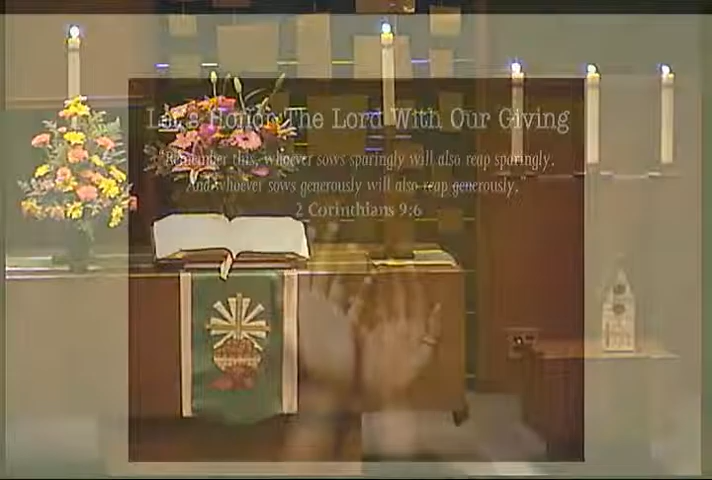 Let's Honor The Lord With Our Giving
Remember this, whoever sows sparingly will also reap sparingly.
And whoever sows generously will also reap generously.
2 Corinthians 9:6